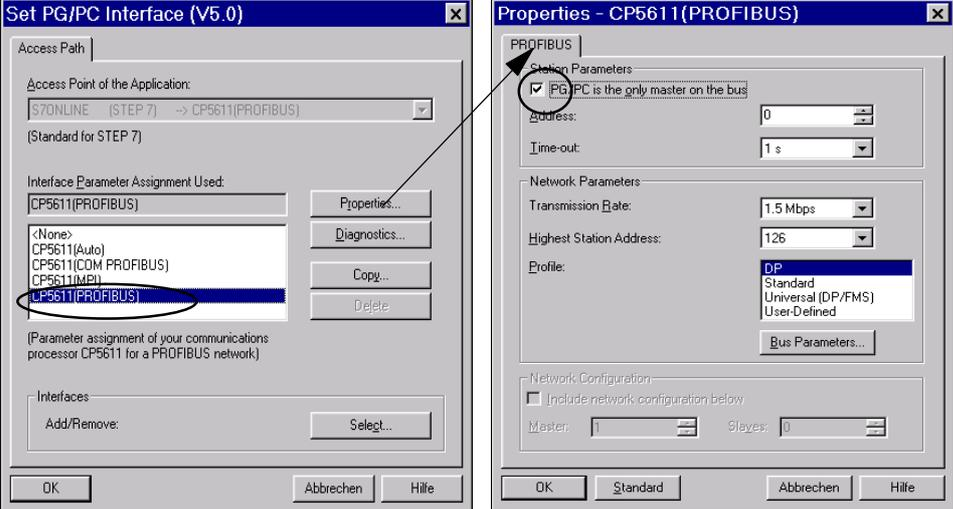 Set PG/PC Interface (V5.0)
Access Path
Access Point of the Application:
S7ONLINE (STEP 7) --> CP5611(PROFIBUS)
(Standard for STEP 7)
Interface Parameter Assignment Used:
CP5611(PROFIBUS)
Properties...
<None>
CP5611(Auto)
CP5611(COM PROFIBUS)
CP5611(MPI)
CP5611(PROFIBUS)
Diagnostics...
Copy...
Delete
(Parameter assignment of your communications
processor CP5611 for a PROFIBUS network)
Interfaces
Add/Remove:
Select...
OK
Abbrechen
Hilfe
Properties - CP5611(PROFIBUS)
PROFIBUS
Station Parameters
PG/PC is the only master on the bus
Address:
0
Time-out:
1 s
Network Parameters
Transmission Rate:
1.5 Mbps
Highest Station Address:
126
Profile:
DP
Standard
Universal (DP/FMS)
User-Defined
Bus Parameters...
Network Configuration
Include network configuration below
Master:
1
Slaves:
0
OK
Standard
Abbrechen
Hilfe